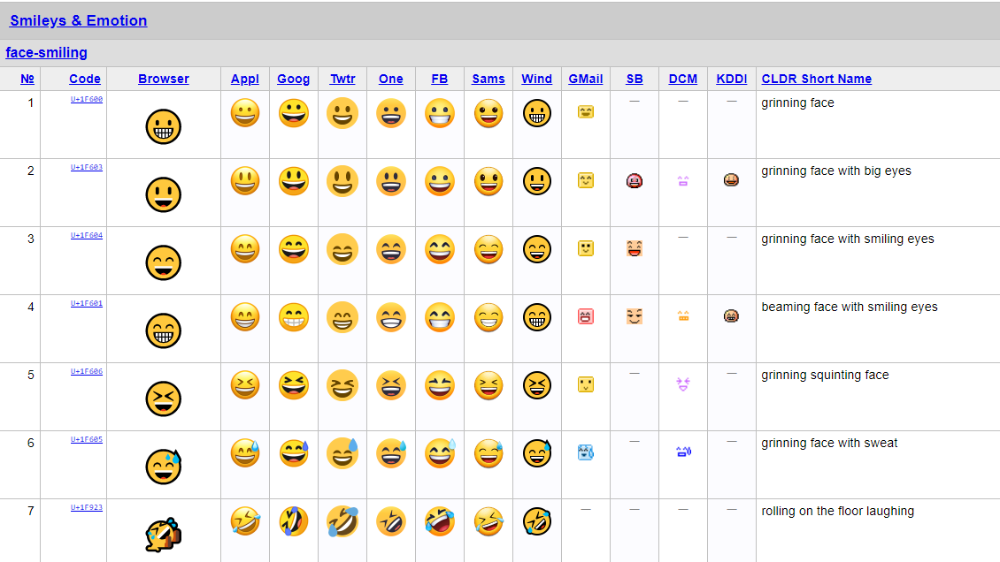 Smileys & Emotion
face-smiling
№ Code Browser Appl Goog Twtr One FB Sams Wind GMail SB DCM KDDI CLDR Short Name
1 U+1F600 — — — grinning face
2 U+1F603 grinning face with big eyes
3 U+1F604 — — grinning face with smiling eyes
4 U+1F601 beaming face with smiling eyes
5 U+1F606 — — grinning squinting face
6 U+1F605 — — grinning face with sweat
7 U+1F923 — — — — rolling on the floor laughing